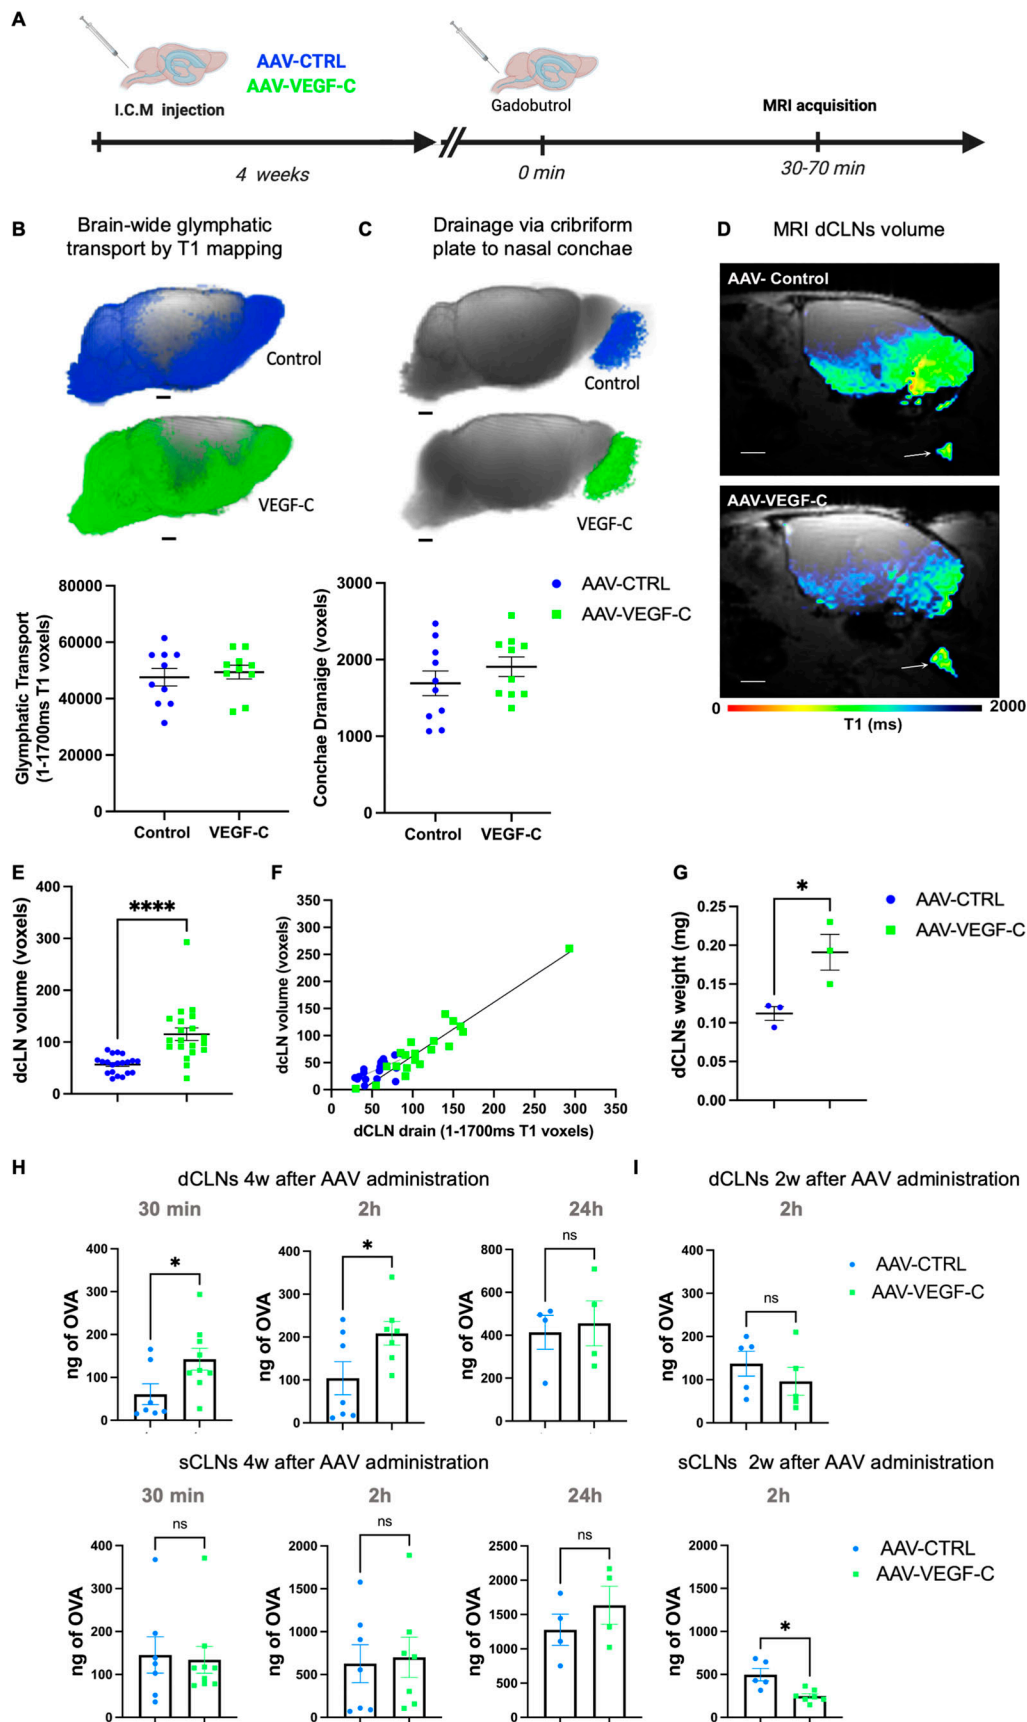 A
AAV-CTRL
AAV-VEGF-C
I.C.M injection
Gadobutrol
MRI acquisition
4 weeks
0 min
30-70 min
B
Brain-wide glymphatic
transport by T1 mapping
Control
VEGF-C
C
Drainage via cribriform
plate to nasal conchae
Control
VEGF-C
D
MRI dCLNs volume
AAV- Control
AAV-VEGF-C
0
2000
T1 (ms)
Glymphatic Transport
(1-1700ms T1 voxels)
80000
60000
40000
20000
0
Control
VEGF-C
Conchae Dranaige (voxels)
3000
2000
1000
0
Control
VEGF-C
AAV-CTRL
AAV-VEGF-C
E
dcLN volume (voxels)
400
300
200
100
0
****
F
dcLN volume (voxels)
350
300
250
200
150
100
50
0
0
50
100
150
200
250
300
350
dCLN drain (1-1700ms T1 voxels)
G
dCLNs weight (mg)
0.25
0.20
0.15
0.10
0.05
0.00
*
AAV-CTRL
AAV-VEGF-C
H
dCLNs 4w after AAV administration
30 min
ng of OVA
400
300
200
100
0
*
2h
ng of OVA
400
300
200
100
0
*
24h
ng of OVA
800
600
400
200
0
ns
I
dCLNs 2w after AAV administration
2h
ng of OVA
400
300
200
100
0
ns
AAV-CTRL
AAV-VEGF-C
sCLNs 4w after AAV administration
30 min
ng of OVA
400
300
200
100
0
ns
2h
ng of OVA
2000
1500
1000
500
0
ns
24h
ng of OVA
2500
2000
1500
1000
500
0
ns
sCLNs 2w after AAV administration
2h
ng of OVA
2000
1500
1000
500
0
*
AAV-CTRL
AAV-VEGF-C